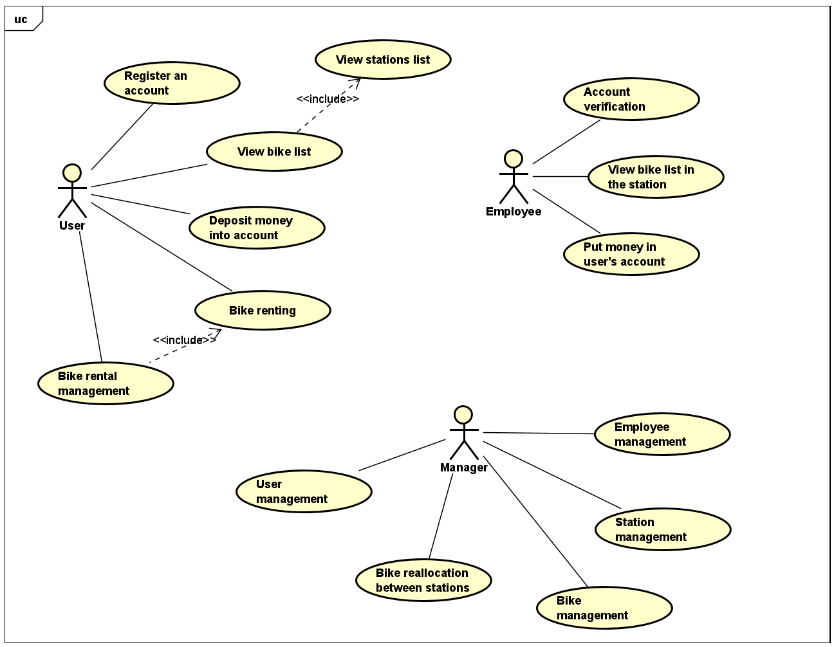 uc
View stations list
Register an
account
<<include>>
Account
verification
View bike list
View bike list in
the station
User
Employee
Deposit money
into account
Put money in
user's account
Bike renting
<<include>>
Bike rental
management
Employee
management
Manager
User
management
Station
management
Bike reallocation
between stations
Bike
management